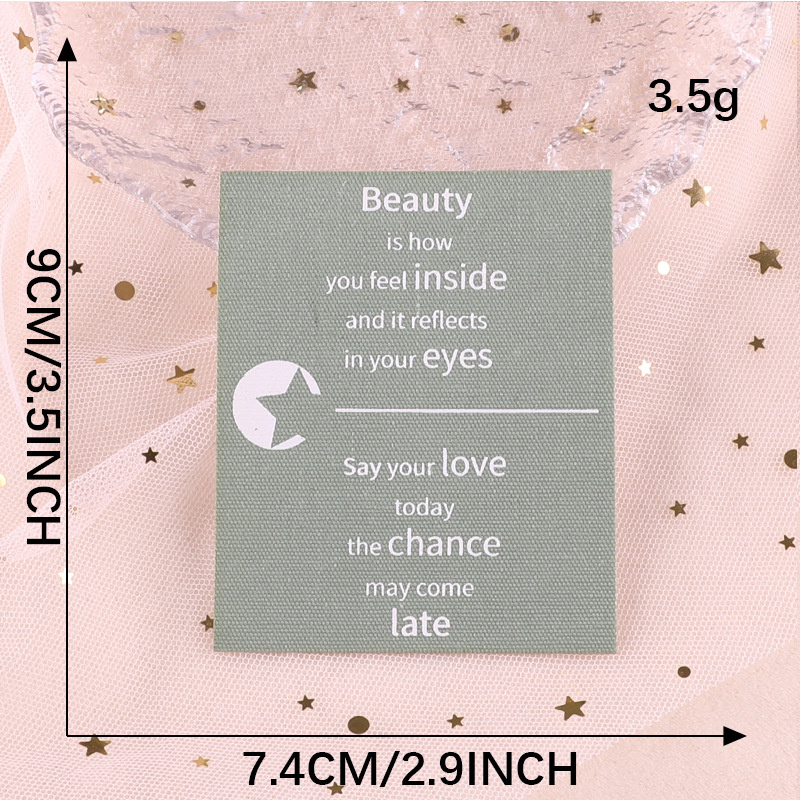 3.5g
Beauty
is how
you feel inside
and it reflects
in your eyes
Say your love
today
the chance
may come
late
9CM/3.5INCH
7.4CM/2.9INCH